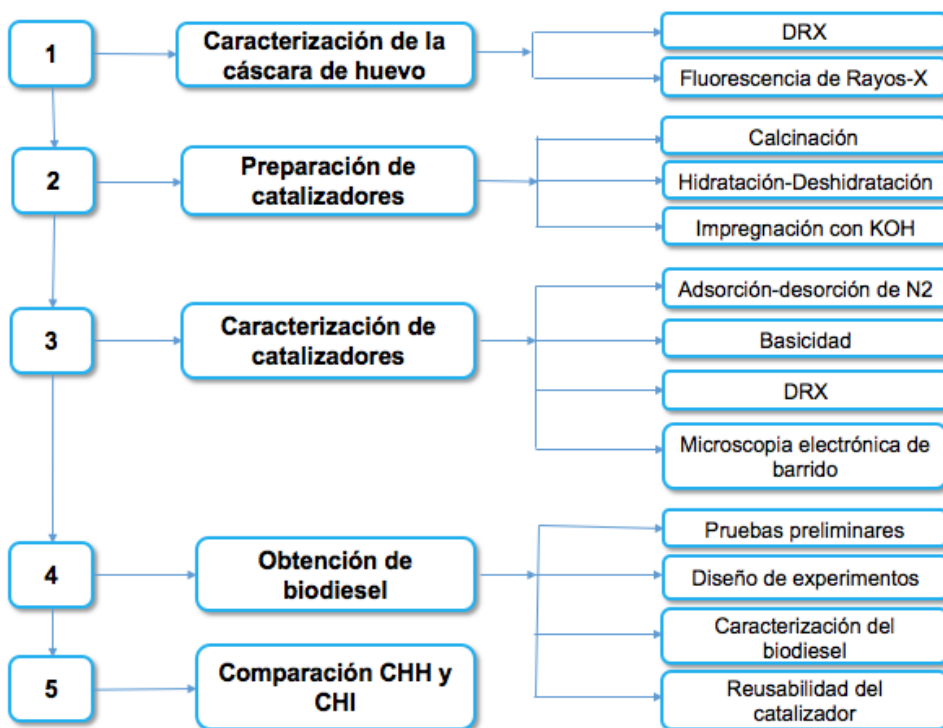 1
Caracterización de la
cáscara de huevo
DRX
Fluorescencia de Rayos-X
2
Preparación de
catalizadores
Calcinación
Hidratación-Deshidratación
Impregnación con KOH
3
Caracterización de
catalizadores
Adsorción-desorción de N2
Basicidad
DRX
Microscopia electrónica de
barrido
4
Obtención de
biodiesel
Pruebas preliminares
Diseño de experimentos
Caracterización del
biodiesel
Reusabilidad del
catalizador
5
Comparación CHH y
CHI